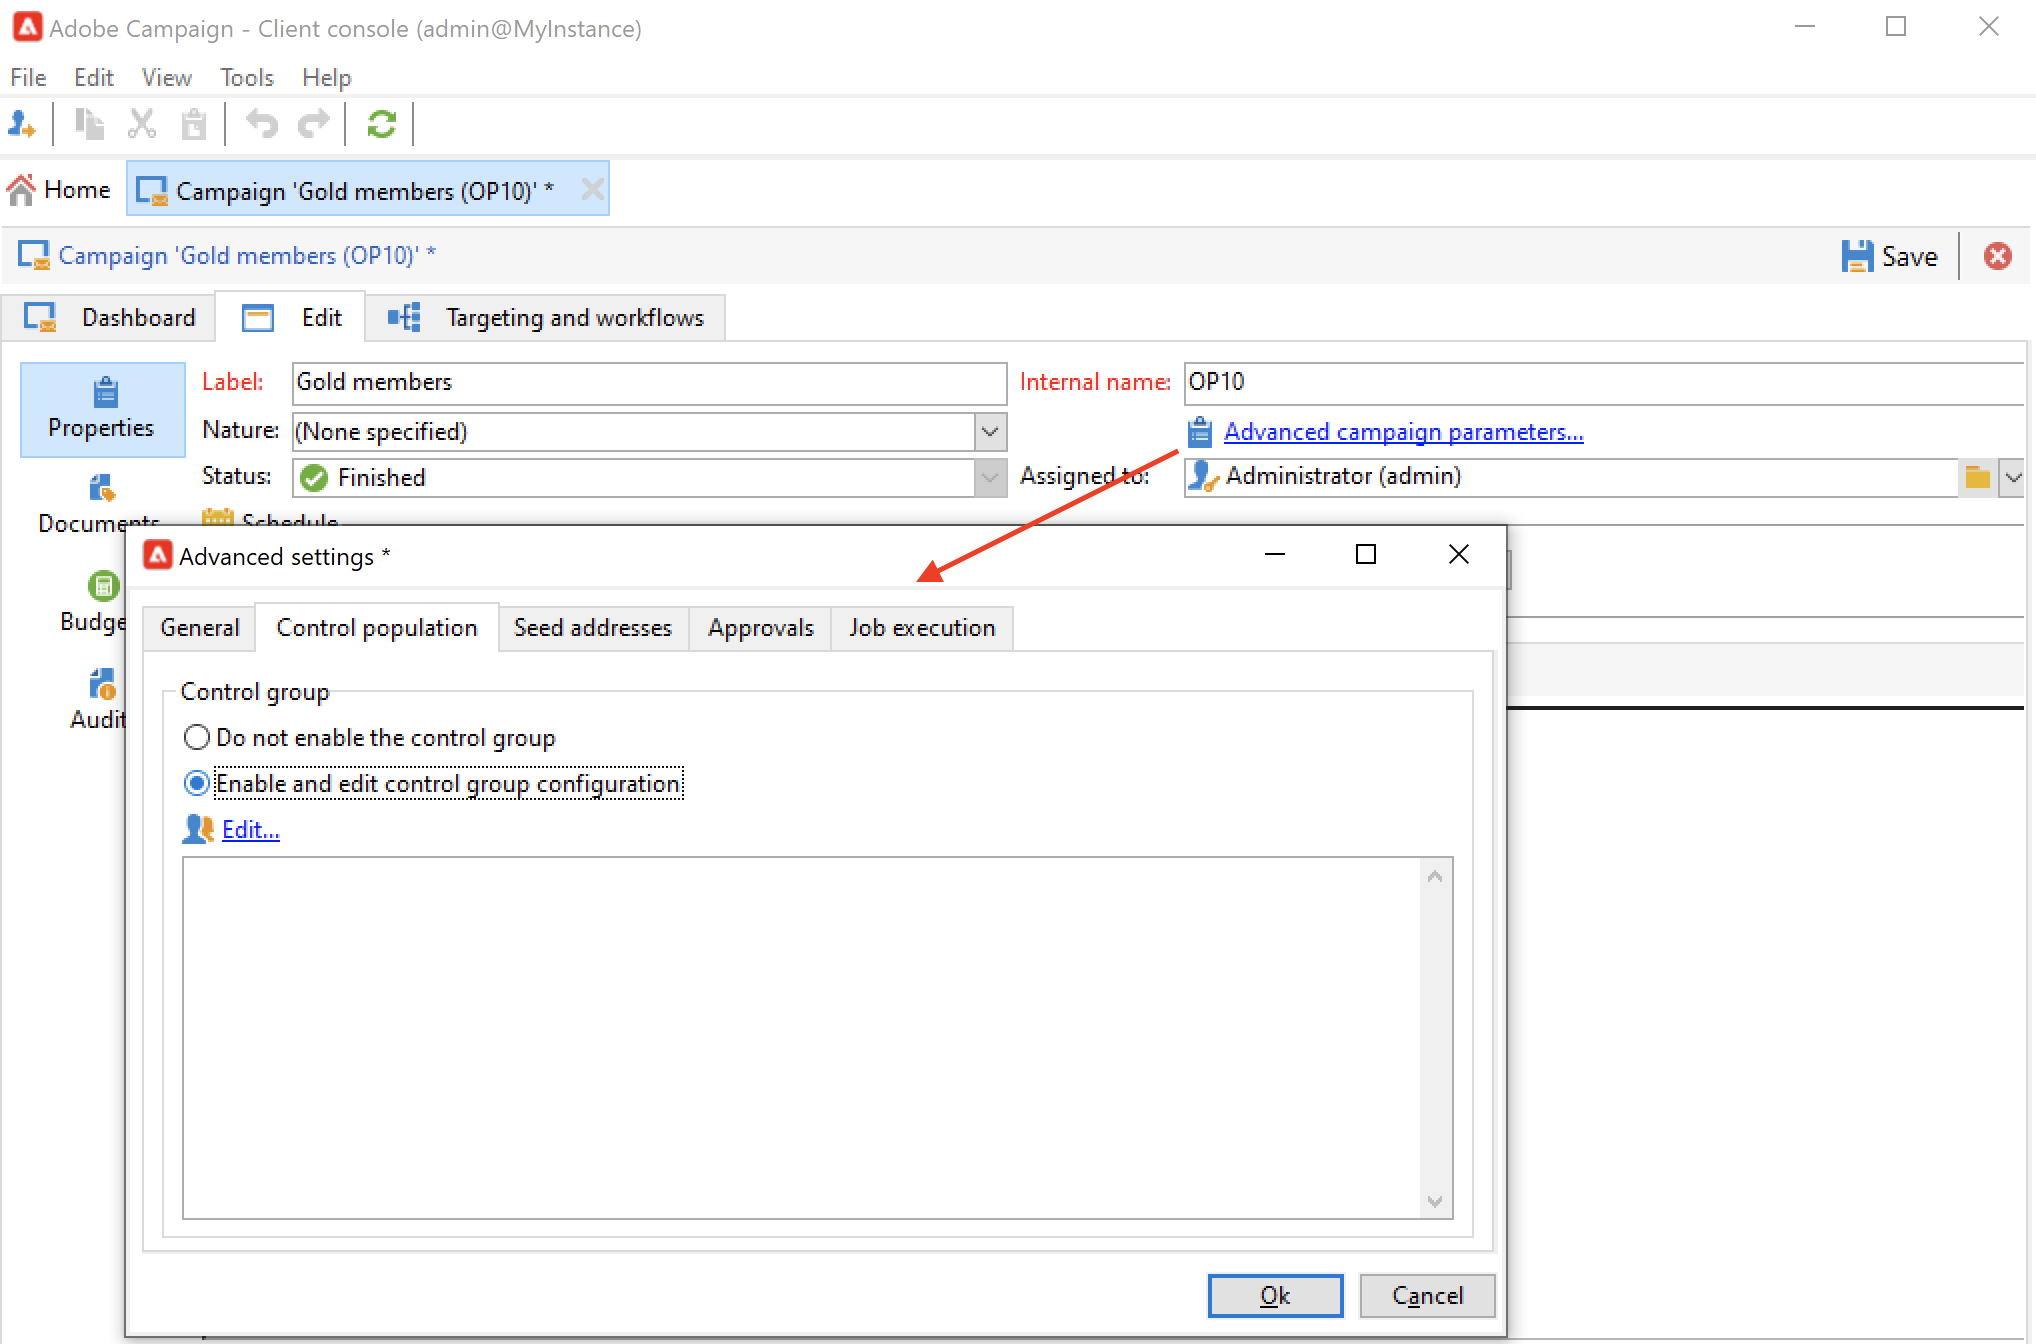 Adobe Campaign - Client console (admin@MyInstance)
File Edit View Tools Help
Home Campaign 'Gold members (OP10)' *
Campaign 'Gold members (OP10)' * Save
Dashboard Edit Targeting and workflows
Label: Gold members Internal name: OP10
Properties
Nature: (None specified) Advanced campaign parameters...
Status: Finished Assigned to: Administrator (admin)
Documents Schedule
Advanced settings *
Budge
General Control population Seed addresses Approvals Job execution
Control group
Audit
Do not enable the control group
Enable and edit control group configuration
Edit...
Ok Cancel